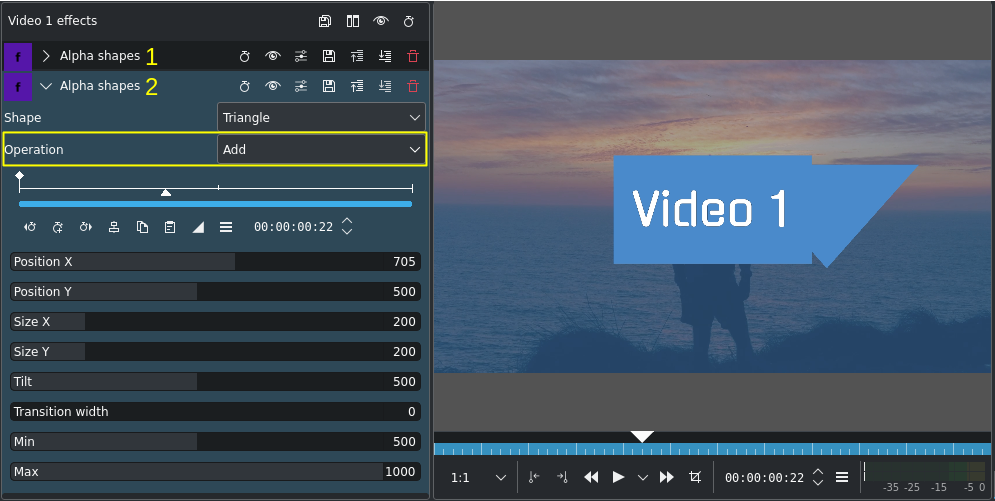 Video 1 effects
f Alpha shapes 1
f Alpha shapes 2
Shape Triangle
Operation Add
00:00:00:22
Position X 705
Position Y 500
Size X 200
Size Y 200
Tilt 500
Transition width 0
Min 500
Max 1000
Video 1
1:1 00:00:00:22
-35 -25 -15 -5 0